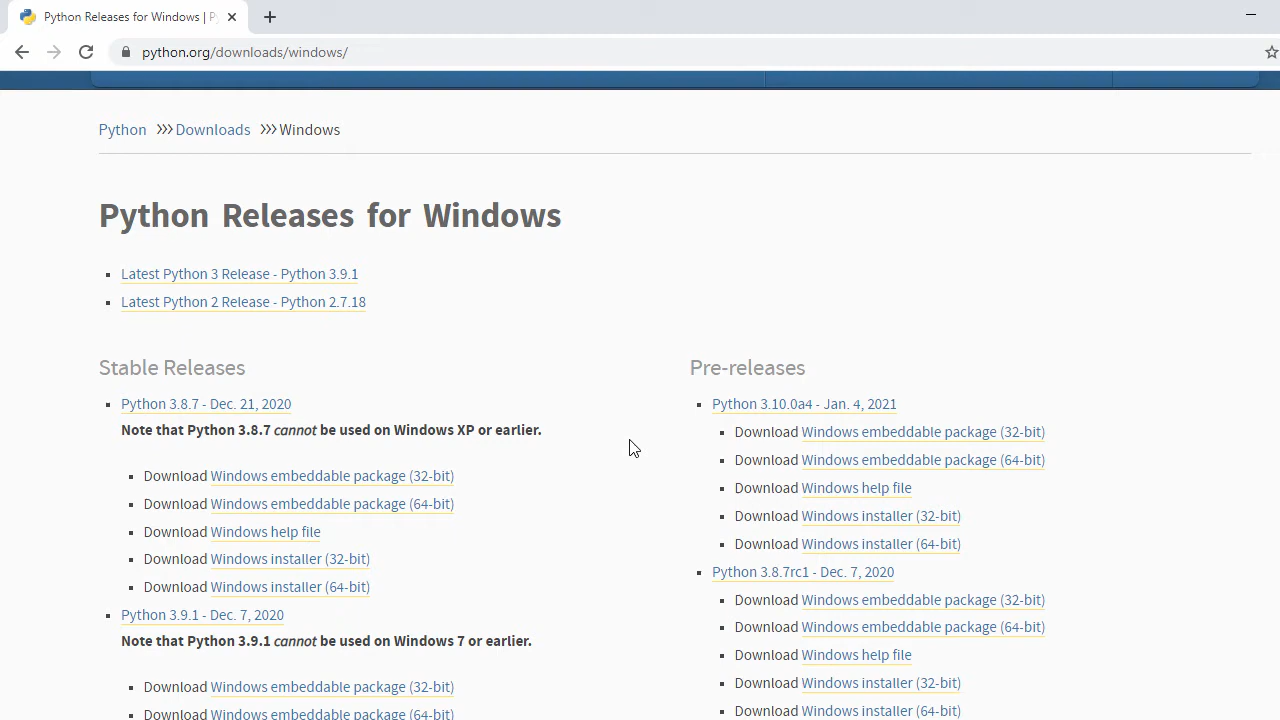 Python Releases for Windows | P
python.org/downloads/windows/
Python Downloads Windows
Python Releases for Windows
Latest Python 3 Release - Python 3.9.1
Latest Python 2 Release - Python 2.7.18
Stable Releases
Python 3.8.7 - Dec. 21, 2020
Note that Python 3.8.7 cannot be used on Windows XP or earlier.
Download Windows embeddable package (32-bit)
Download Windows embeddable package (64-bit)
Download Windows help file
Download Windows installer (32-bit)
Download Windows installer (64-bit)
Python 3.9.1 - Dec. 7, 2020
Note that Python 3.9.1 cannot be used on Windows 7 or earlier.
Download Windows embeddable package (32-bit)
Download Windows embeddable package (64-bit)
Pre-releases
Python 3.10.0a4 - Jan. 4, 2021
Download Windows embeddable package (32-bit)
Download Windows embeddable package (64-bit)
Download Windows help file
Download Windows installer (32-bit)
Download Windows installer (64-bit)
Python 3.8.7rc1 - Dec. 7, 2020
Download Windows embeddable package (32-bit)
Download Windows embeddable package (64-bit)
Download Windows help file
Download Windows installer (32-bit)
Download Windows installer (64-bit)